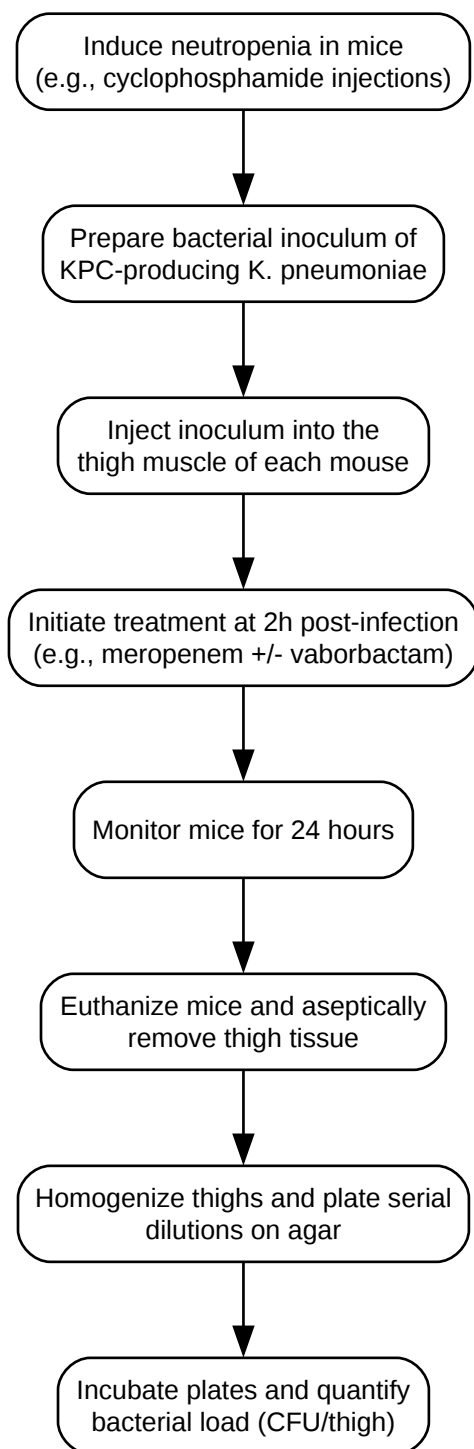 Induce neutropenia in mice
(e.g., cyclophosphamide injections)
Prepare bacterial inoculum of
KPC-producing K. pneumoniae
Inject inoculum into the
thigh muscle of each mouse
Initiate treatment at 2h post-infection
(e.g., meropenem +/- vaborbactam)
Monitor mice for 24 hours
Euthanize mice and aseptically
remove thigh tissue
Homogenize thighs and plate serial
dilutions on agar
Incubate plates and quantify
bacterial load (CFU/thigh)